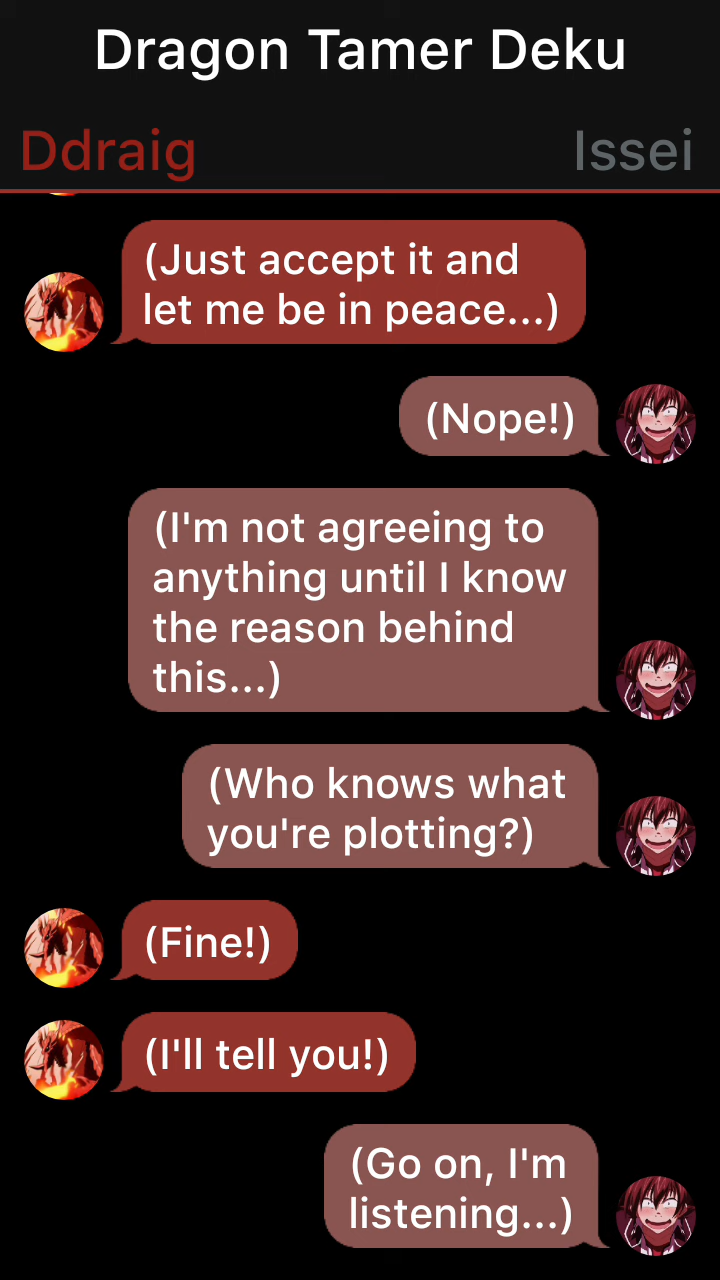 Dragon Tamer Deku
Ddraig
Issei
(Just accept it and
let me be in peace...)
(Nope!)
(I'm not agreeing to
anything until I know
the reason behind
this...)
(Who knows what
you're plotting?)
(Fine!)
(I'll tell you!)
(Go on, I'm
listening...)